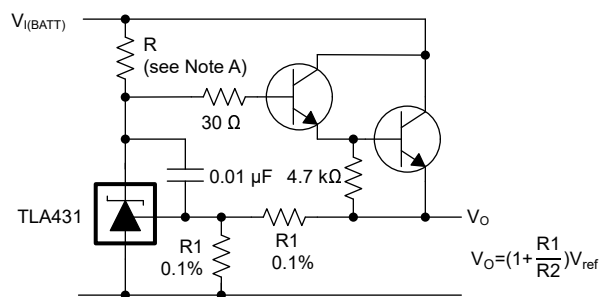 V_I(BATT)
R
(see Note A)
30 Ω
0.01 µF
4.7 kΩ
TLA431
R1
0.1%
R1
0.1%
V_O
V_O=(1+R1/R2)V_ref